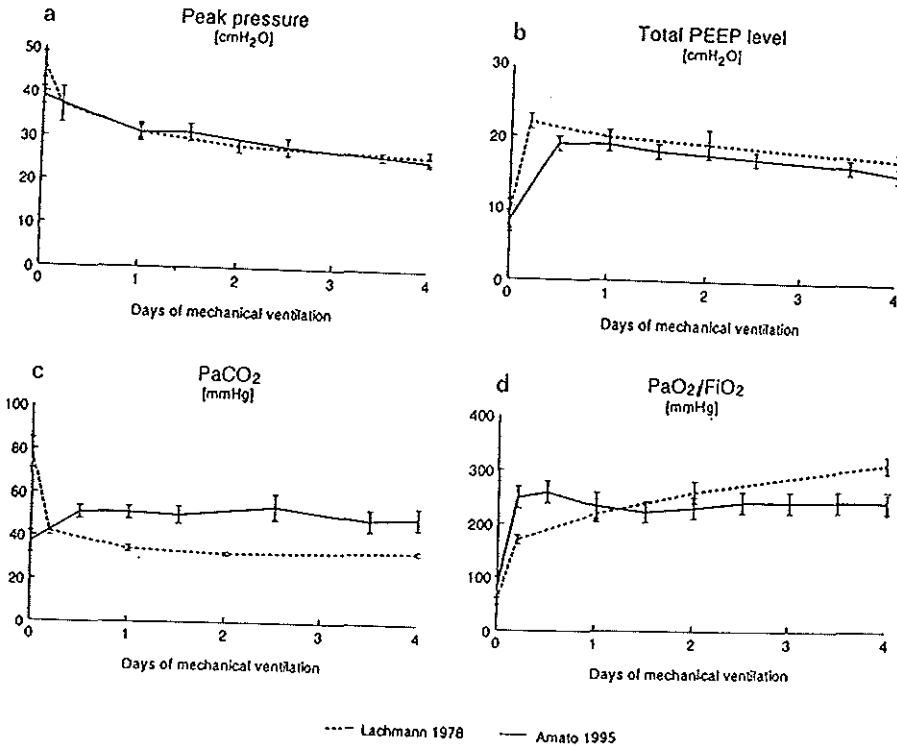 a
Peak pressure
[cmH₂O]
50
40
30
20
10
0
0 1 2 3 4
Days of mechanical ventilation
b
Total PEEP level
[cmH₂O]
30
20
10
0
0 1 2 3 4
Days of mechanical ventilation
c
PaCO₂
[mmHg]
100
80
60
40
20
0
0 1 2 3 4
Days of mechanical ventilation
d
PaO₂/FiO₂
[mmHg]
400
300
200
100
0
0 1 2 3 4
Days of mechanical ventilation
Lachmann 1978 Amato 1995